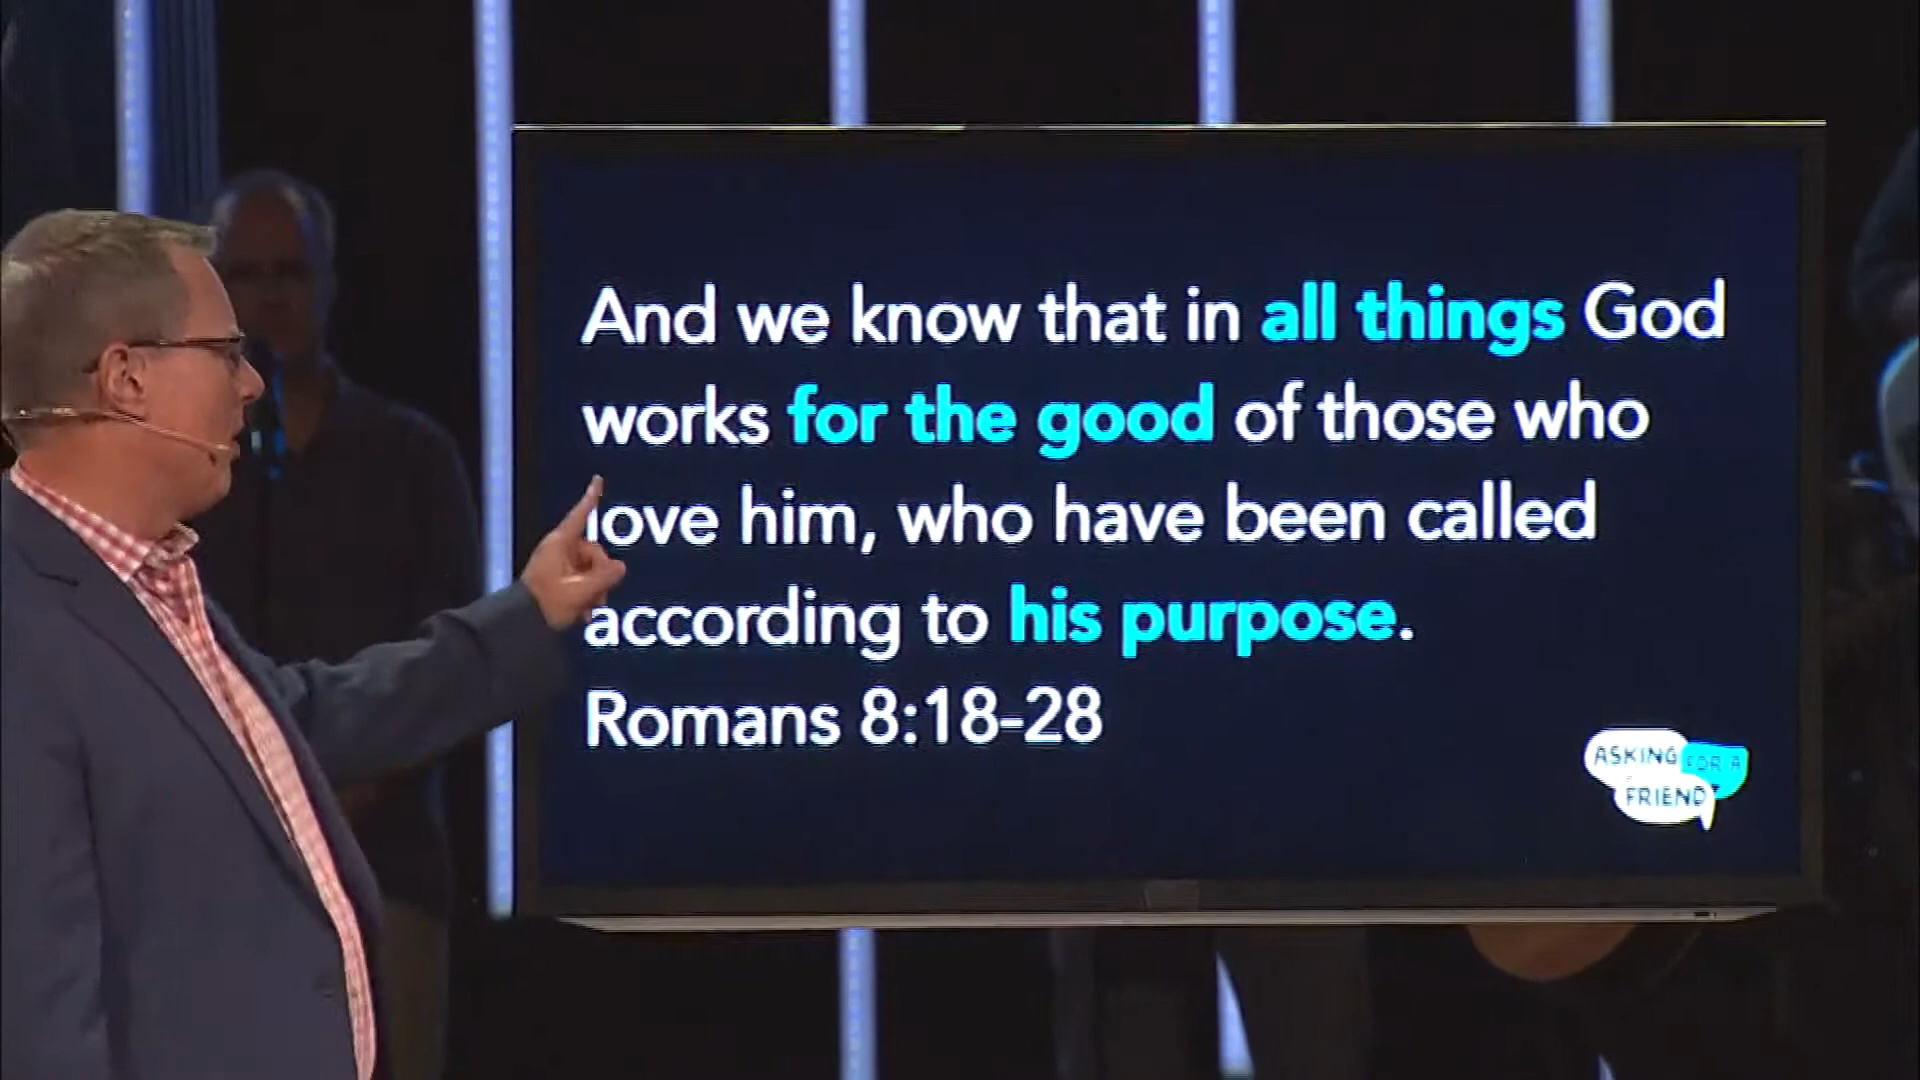 And we know that in all things God
works for the good of those who
love him, who have been called
according to his purpose.
Romans 8:18-28
ASKING FOR A
FRIEND